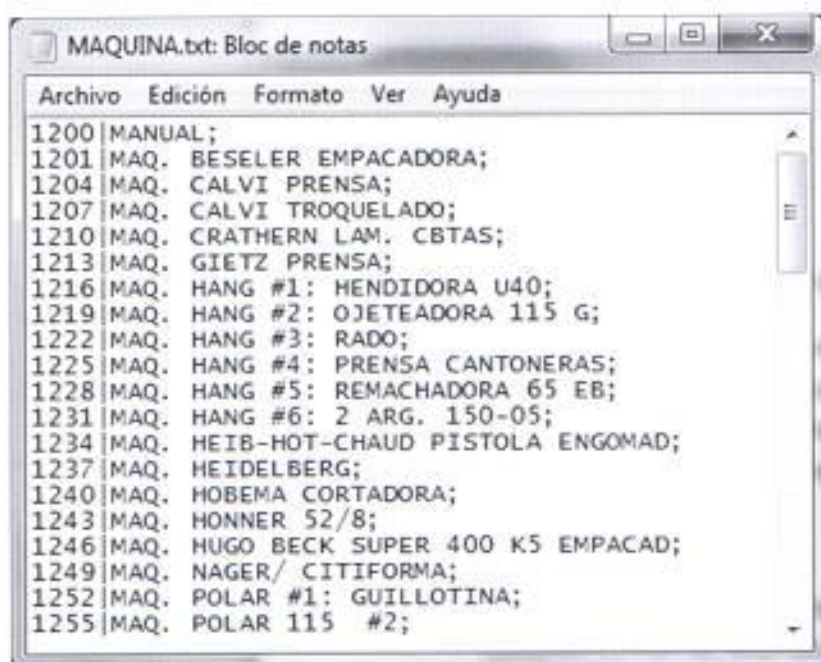 MAQUINA.txt: Bloc de notas
Archivo Edición Formato Ver Ayuda
1200|MANUAL;
1201|MAQ. BESELER EMPACADORA;
1204|MAQ. CALVI PRENSA;
1207|MAQ. CALVI TROQUELADO;
1210|MAQ. CRATHERN LAM. CBTAS;
1213|MAQ. GIETZ PRENSA;
1216|MAQ. HANG #1: HENDIDORA U40;
1219|MAQ. HANG #2: OJETEADORA 115 G;
1222|MAQ. HANG #3: RADO;
1225|MAQ. HANG #4: PRENSA CANTONERAS;
1228|MAQ. HANG #5: REMACHADORA 65 EB;
1231|MAQ. HANG #6: 2 ARG. 150-05;
1234|MAQ. HEIB-HOT-CHAUD PISTOLA ENGOMAD;
1237|MAQ. HEIDELBERG;
1240|MAQ. HOBEMA CORTADORA;
1243|MAQ. HONNER 52/8;
1246|MAQ. HUGO BECK SUPER 400 K5 EMPACAD;
1249|MAQ. NAGER/ CITIFORMA;
1252|MAQ. POLAR #1: GUILLOTINA;
1255|MAQ. POLAR 115  #2;